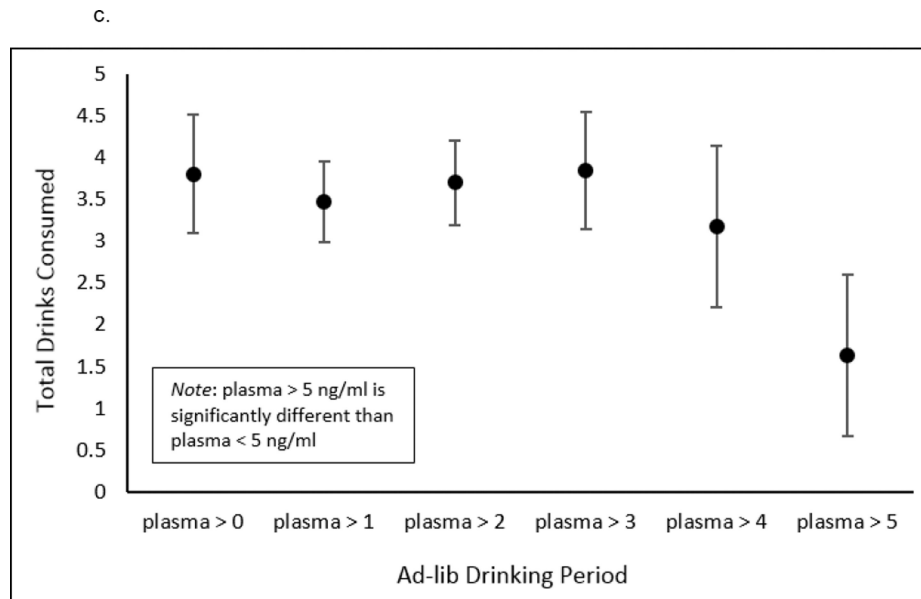 c.
Total Drinks Consumed
5
4.5
4
3.5
3
2.5
2
1.5
1
0.5
0
Note: plasma > 5 ng/ml is
significantly different than
plasma < 5 ng/ml
plasma > 0 plasma > 1 plasma > 2 plasma > 3 plasma > 4 plasma > 5
Ad-lib Drinking Period